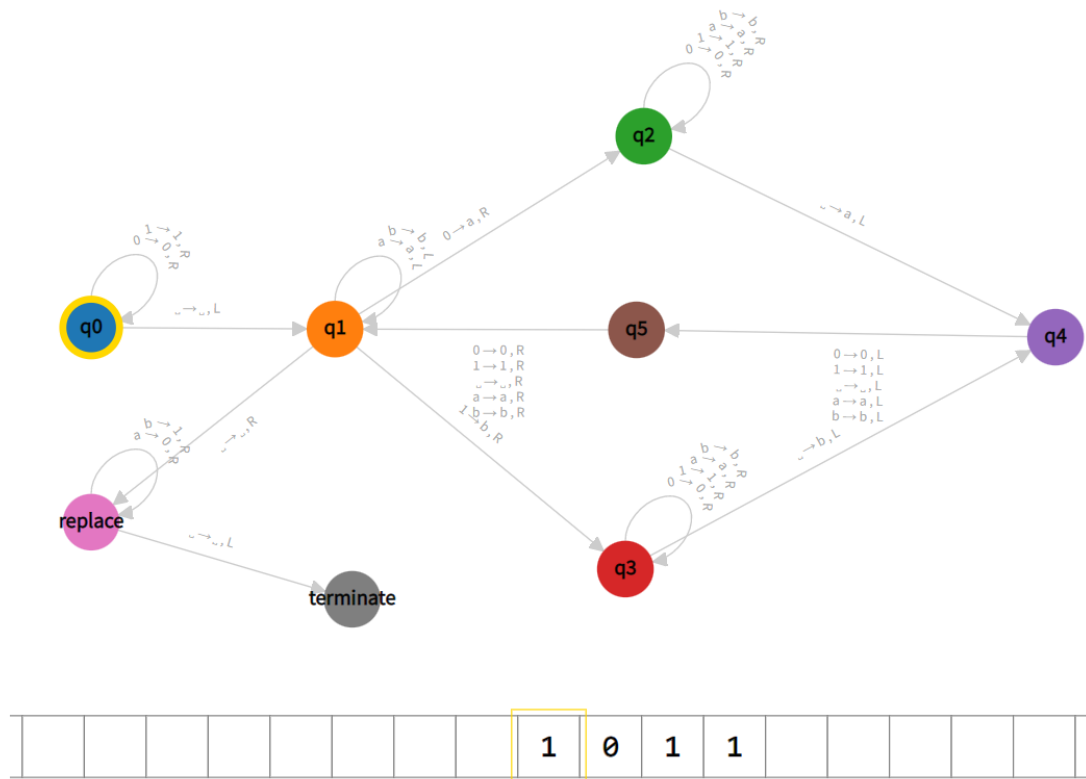 b→b,R
a→a,R
1→1,R
0→0,R
q2
0→a,R
␣→a,L
1→1,R
0→0,R
b→b,L
a→a,L
␣→␣,L
q0
q1
q5
q4
0→0,R
1→1,R
␣→␣,R
a→a,R
b→b,R
1→b,R
0→0,L
1→1,L
␣→␣,L
a→a,L
b→b,L
b→1,R
a→0,R
␣→␣,R
␣→b,L
b→b,R
a→a,R
1→1,R
0→0,R
replace
␣→␣,L
q3
terminate
1 0 1 1